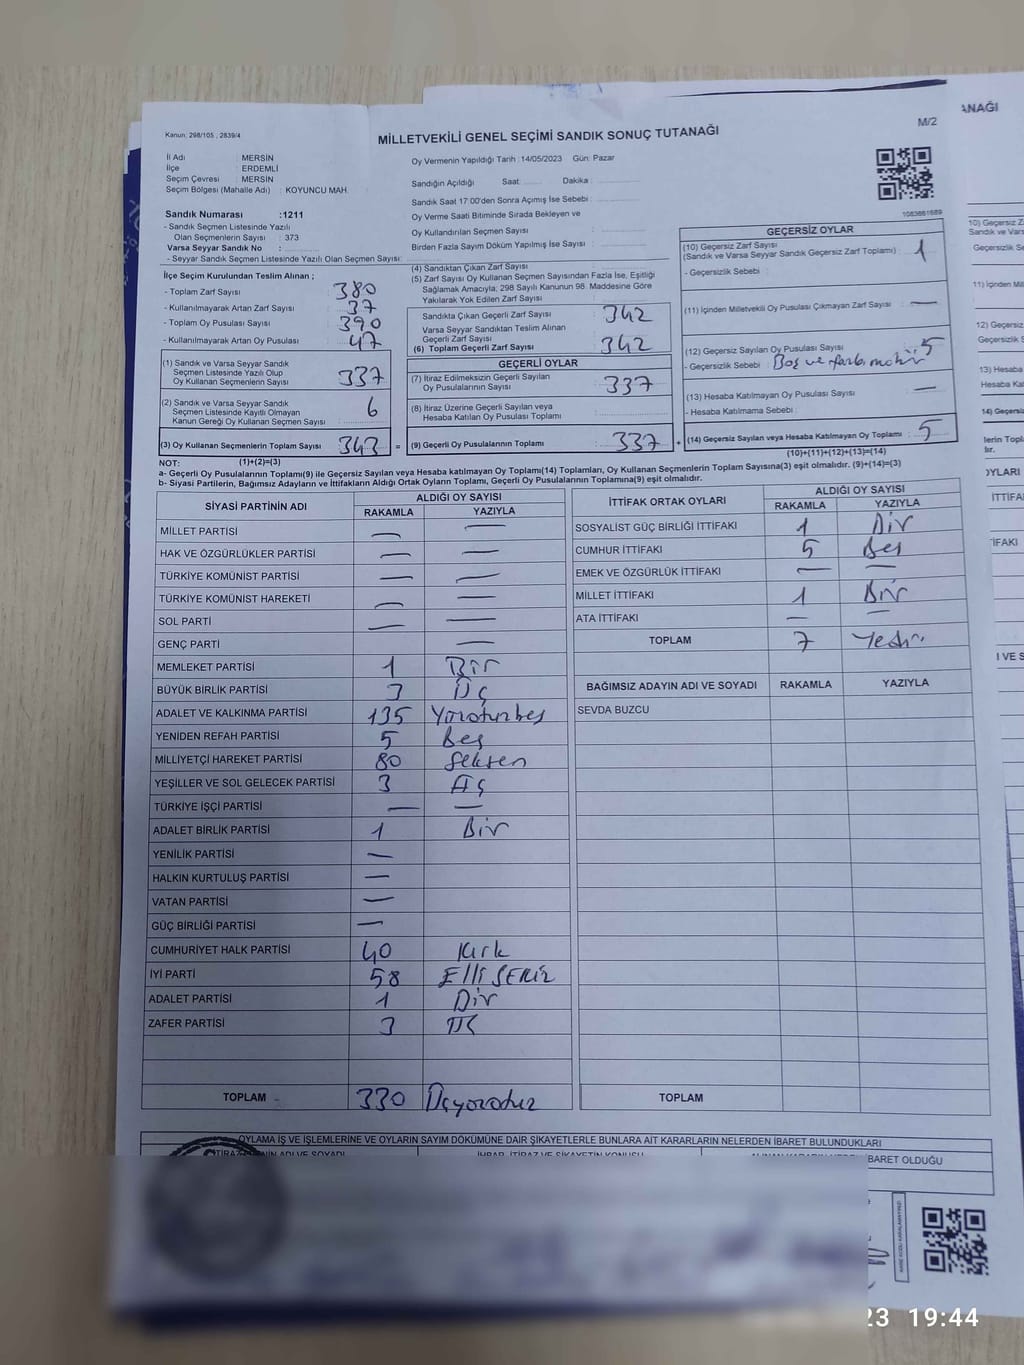 ANAĞI
Kanun: 298/105 ; 2839/4
MİLLETVEKİLİ GENEL SEÇİMİ SANDIK SONUÇ TUTANAĞI
M/2
İl Adı : MERSİN
İlçe : ERDEMLİ
Seçim Çevresi : MERSİN
Seçim Bölgesi (Mahalle Adı) : KOYUNCU MAH.
Oy Vermenin Yapıldığı Tarih :14/05/2023 Gün: Pazar
Sandığın Açıldığı Saat: Dakika :
Sandık Saat 17:00'den Sonra Açımış İse Sebebi :
Oy Verme Saati Bitiminde Sırada Bekleyen ve
Oy Kullandırılan Seçmen Sayısı :
Birden Fazla Sayım Döküm Yapılmış İse Sayısı :
1083661689
Sandık Numarası :1211
- Sandık Seçmen Listesinde Yazılı
Olan Seçmenlerin Sayısı : 373
Varsa Seyyar Sandık No :
- Seyyar Sandık Seçmen Listesinde Yazılı Olan Seçmen Sayısı:
İlçe Seçim Kurulundan Teslim Alınan ;
- Toplam Zarf Sayısı : 380
- Kullanılmayarak Artan Zarf Sayısı : 37
- Toplam Oy Pusulası Sayısı : 390
- Kullanılmayarak Artan Oy Pusulası : 47
(1) Sandık ve Varsa Seyyar Sandık
Seçmen Listesinde Yazılı Olup
Oy Kullanan Seçmenlerin Sayısı : 337
(2) Sandık ve Varsa Seyyar Sandık
Seçmen Listesinde Kayıtlı Olmayan
Kanun Gereği Oy Kullanan Seçmen Sayısı : 6
(3) Oy Kullanan Seçmenlerin Toplam Sayısı : 343 =
(1)+(2)=(3)
(4) Sandıktan Çıkan Zarf Sayısı :
(5) Zarf Sayısı Oy Kullanan Seçmen Sayısından Fazla İse, Eşitliği
Sağlamak Amacıyla; 298 Sayılı Kanunun 98. Maddesine Göre
Yakılarak Yok Edilen Zarf Sayısı :
Sandıkta Çıkan Geçerli Zarf Sayısı : 342
Varsa Seyyar Sandıktan Teslim Alınan
Geçerli Zarf Sayısı :
(6) Toplam Geçerli Zarf Sayısı : 342
GEÇERLİ OYLAR
(7) İtiraz Edilmeksizin Geçerli Sayılan
Oy Pusulalarının Sayısı : 337
(8) İtiraz Üzerine Geçerli Sayılan veya
Hesaba Katılan Oy Pusulası Toplamı :
(9) Geçerli Oy Pusulalarının Toplamı : 337 +
GEÇERSİZ OYLAR
(10) Geçersiz Zarf Sayısı
(Sandık ve Varsa Seyyar Sandık Geçersiz Zarf Toplamı) : 1
- Geçersizlik Sebebi :
(11) İçinden Milletvekili Oy Pusulası Çıkmayan Zarf Sayısı : —
(12) Geçersiz Sayılan Oy Pusulası Sayısı : 5
- Geçersizlik Sebebi : Boş ve fazla mühür
(13) Hesaba Katılmayan Oy Pusulası Sayısı : —
- Hesaba Katılmama Sebebi :
(14) Geçersiz Sayılan veya Hesaba Katılmayan Oy Toplamı : 5
(10)+(11)+(12)+(13)=(14)
NOT:
a- Geçerli Oy Pusulalarının Toplamı(9) ile Geçersiz Sayılan veya Hesaba katılmayan Oy Toplamı(14) Toplamları, Oy Kullanan Seçmenlerin Toplam Sayısına(3) eşit olmalıdır. (9)+(14)=(3)
b- Siyasi Partilerin, Bağımsız Adayların ve İttifakların Aldığı Ortak Oyların Toplamı, Geçerli Oy Pusulalarının Toplamına(9) eşit olmalıdır.
SİYASİ PARTİNİN ADI ALDIĞI OY SAYISI
RAKAMLA YAZIYLA
MİLLET PARTİSİ — —
HAK VE ÖZGÜRLÜKLER PARTİSİ — —
TÜRKİYE KOMÜNİST PARTİSİ — —
TÜRKİYE KOMÜNİST HAREKETİ — —
SOL PARTİ — —
GENÇ PARTİ —
MEMLEKET PARTİSİ 1 Bir
BÜYÜK BİRLİK PARTİSİ 3 Üç
ADALET VE KALKINMA PARTİSİ 135 Yüzotuzbeş
YENİDEN REFAH PARTİSİ 5 Beş
MİLLİYETÇİ HAREKET PARTİSİ 80 Seksen
YEŞİLLER VE SOL GELECEK PARTİSİ 3 Üç
TÜRKİYE İŞÇİ PARTİSİ — —
ADALET BİRLİK PARTİSİ 1 Bir
YENİLİK PARTİSİ —
HALKIN KURTULUŞ PARTİSİ —
VATAN PARTİSİ —
GÜÇ BİRLİĞİ PARTİSİ —
CUMHURİYET HALK PARTİSİ 40 Kırk
İYİ PARTİ 58 Elli SEKİZ
ADALET PARTİSİ 1 Bir
ZAFER PARTİSİ 3 Üç
TOPLAM 330 Üçyüzotuz
İTTİFAK ORTAK OYLARI ALDIĞI OY SAYISI
RAKAMLA YAZIYLA
SOSYALİST GÜÇ BİRLİĞİ İTTİFAKI 1 Bir
CUMHUR İTTİFAKI 5 Beş
EMEK VE ÖZGÜRLÜK İTTİFAKI — —
MİLLET İTTİFAKI 1 Bir
ATA İTTİFAKI — —
TOPLAM 7 Yedi
BAĞIMSIZ ADAYIN ADI VE SOYADI RAKAMLA YAZIYLA
SEVDA BUZCU
TOPLAM
OYLAMA İŞ VE İŞLEMLERİNE VE OYLARIN SAYIM DÖKÜMÜNE DAİR ŞİKAYETLERLE BUNLARA AİT KARARLARIN NELERDEN İBARET BULUNDUKLARI
BARET OLDUĞU
23 19:44